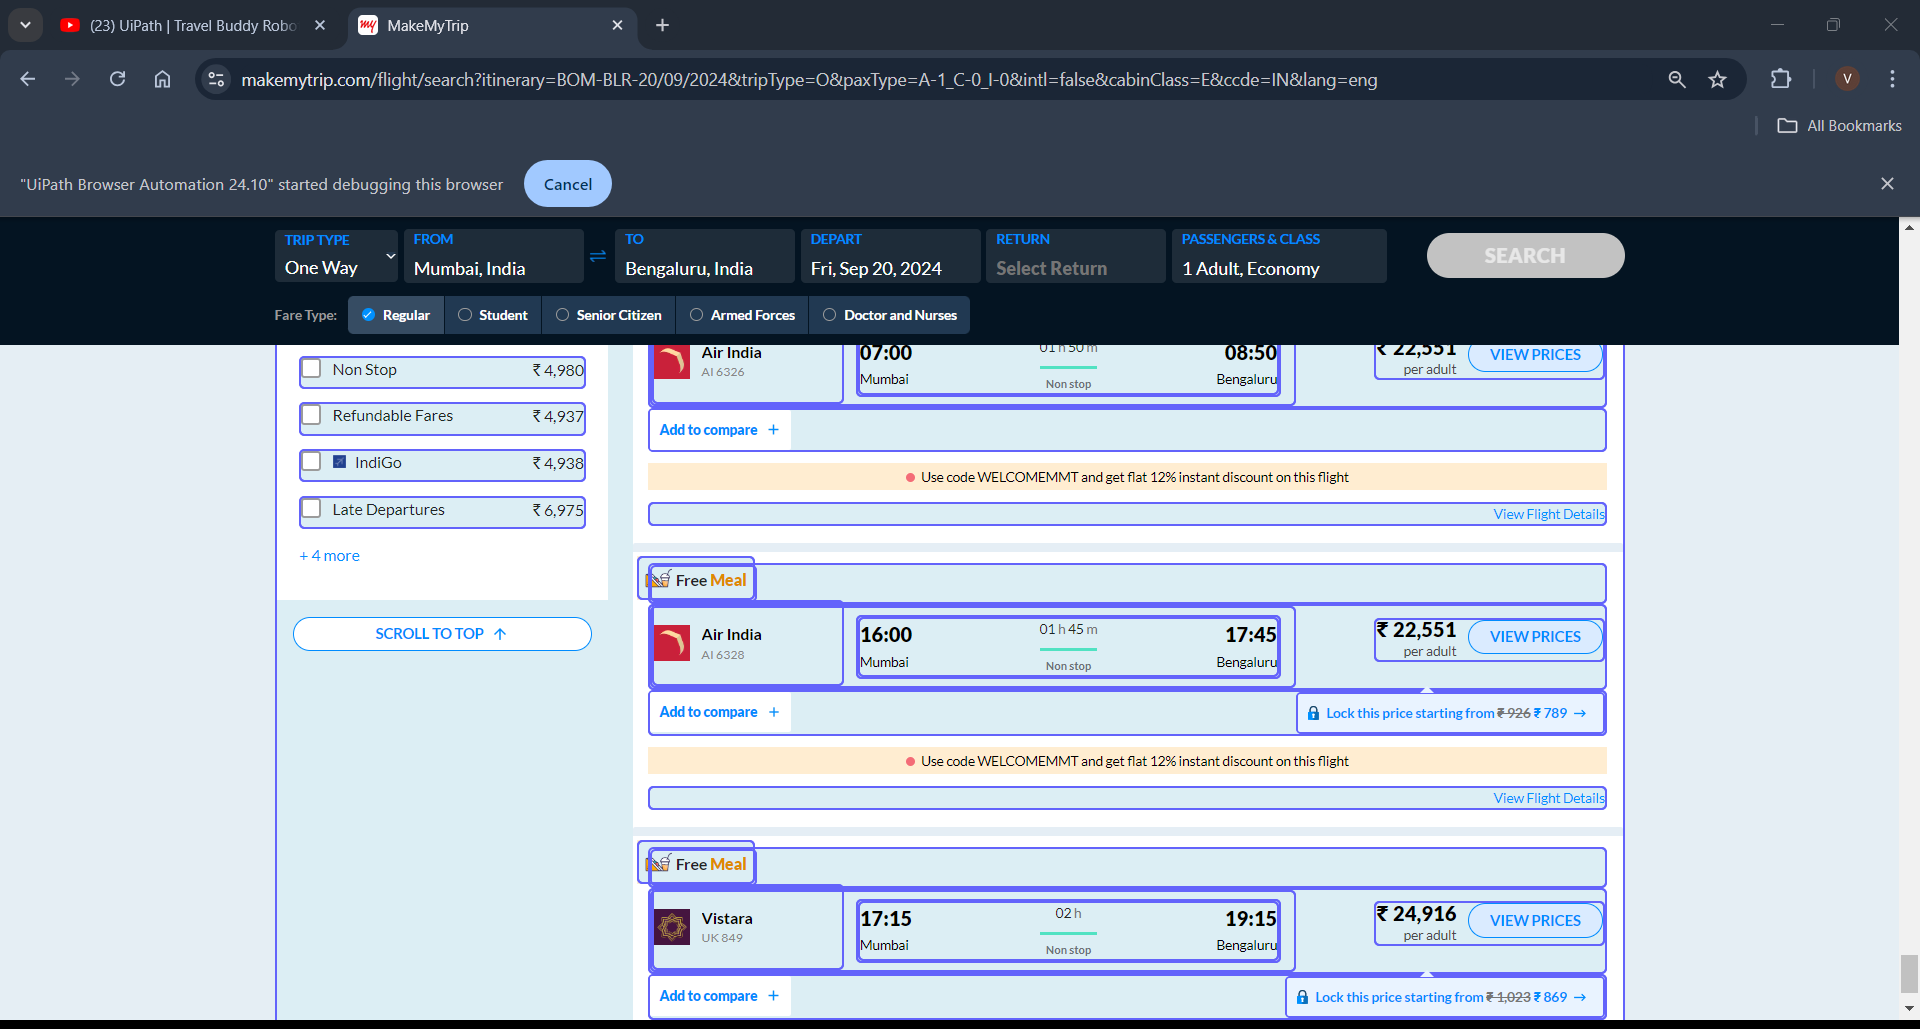 (23) UiPath | Travel Buddy Robo
MakeMyTrip
makemytrip.com/flight/search?itinerary=BOM-BLR-20/09/2024&tripType=O&paxType=A-1_C-0_I-0&intl=false&cabinClass=E&ccde=IN&lang=eng
V
All Bookmarks
"UiPath Browser Automation 24.10" started debugging this browser
Cancel
TRIP TYPE
One Way
FROM
Mumbai, India
TO
Bengaluru, India
DEPART
Fri, Sep 20, 2024
RETURN
Select Return
PASSENGERS & CLASS
1 Adult, Economy
SEARCH
Fare Type:
Regular
Student
Senior Citizen
Armed Forces
Doctor and Nurses
Non Stop ₹ 4,980
Refundable Fares ₹ 4,937
IndiGo ₹ 4,938
Late Departures ₹ 6,975
+ 4 more
SCROLL TO TOP
Air India
AI 6326
07:00
Mumbai
01 h 50 m
Non stop
08:50
Bengaluru
₹ 22,551
per adult
VIEW PRICES
Add to compare +
Use code WELCOMEMMT and get flat 12% instant discount on this flight
View Flight Details
Free Meal
Air India
AI 6328
16:00
Mumbai
01 h 45 m
Non stop
17:45
Bengaluru
₹ 22,551
per adult
VIEW PRICES
Add to compare +
Lock this price starting from ₹ 926 ₹ 789 →
Use code WELCOMEMMT and get flat 12% instant discount on this flight
View Flight Details
Free Meal
Vistara
UK 849
17:15
Mumbai
02 h
Non stop
19:15
Bengaluru
₹ 24,916
per adult
VIEW PRICES
Add to compare +
Lock this price starting from ₹ 1,023 ₹ 869 →